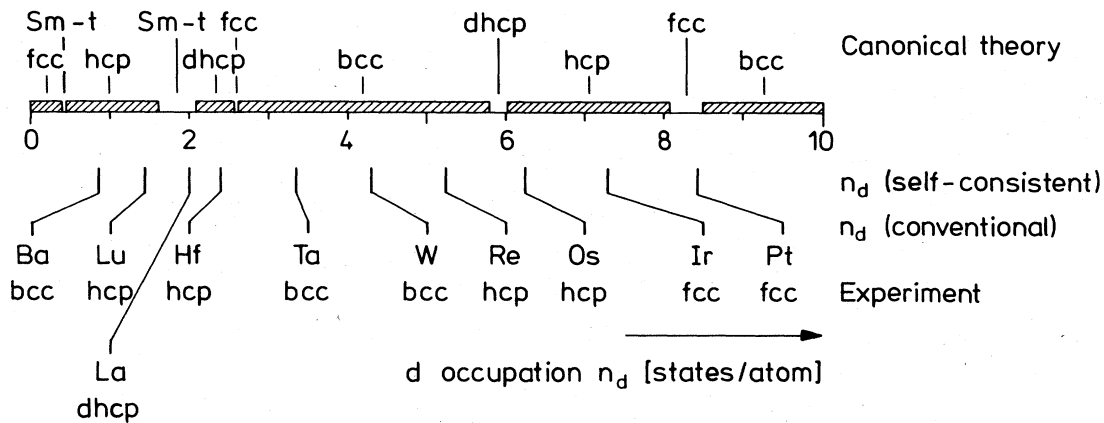 Sm-t Sm-t fcc dhcp fcc
fcc hcp dhcp bcc hcp bcc Canonical theory
0 2 4 6 8 10
n_d (self-consistent)
n_d (conventional)
Ba Lu Hf Ta W Re Os Ir Pt
bcc hcp hcp bcc bcc hcp hcp fcc fcc Experiment
La d occupation n_d [states/atom]
dhcp